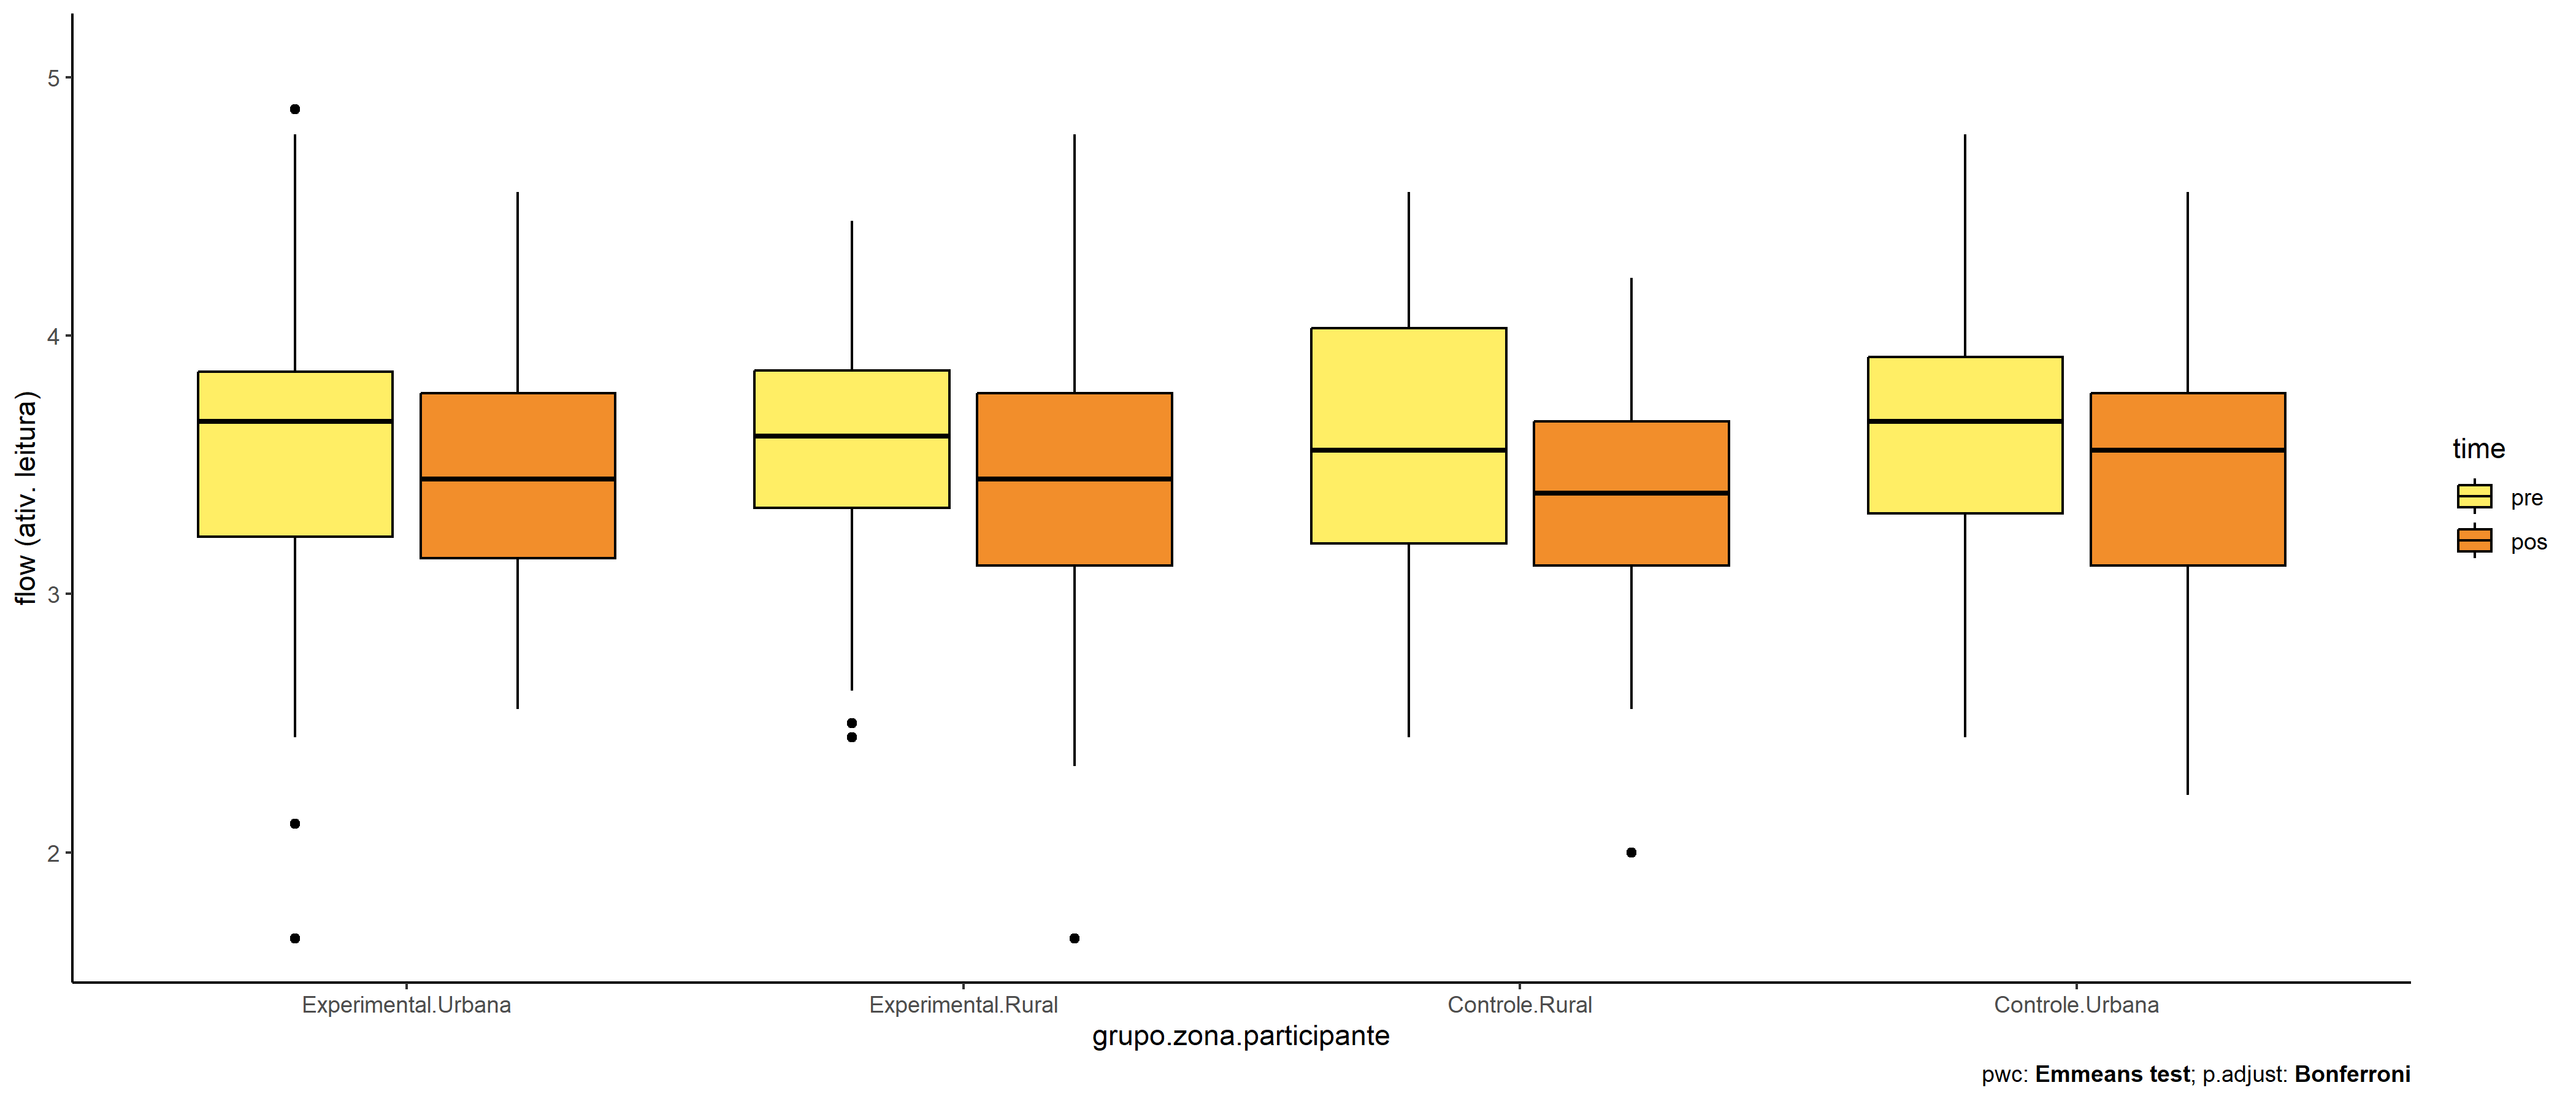 flow (ativ. leitura)
5
4
3
2
Experimental.Urbana
Experimental.Rural
Controle.Rural
Controle.Urbana
grupo.zona.participante
time
pre
pos
pwc: Emmeans test; p.adjust: Bonferroni